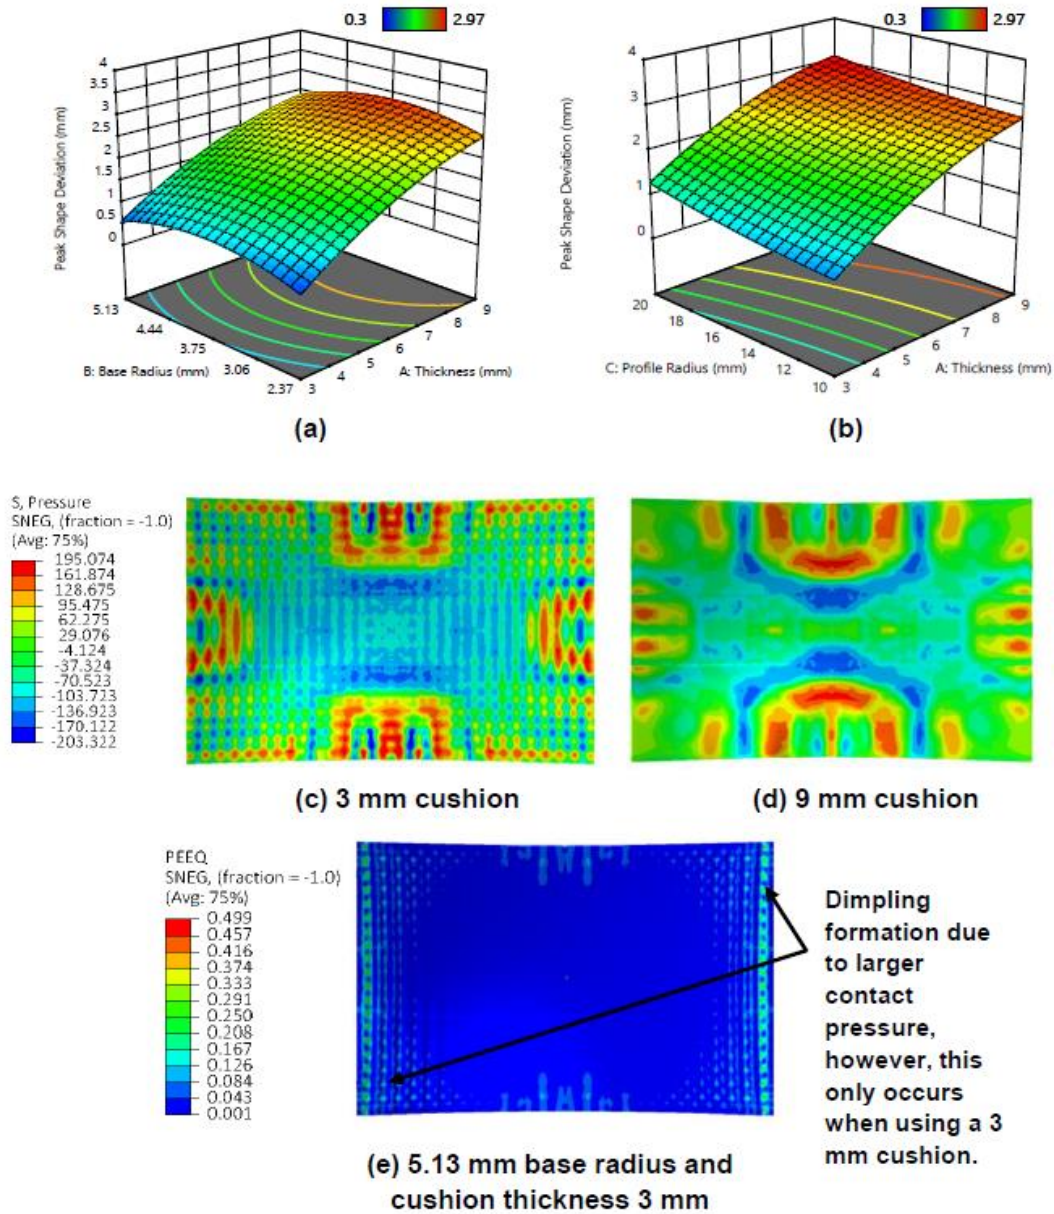 0.3 2.97
4
3.5
3
2.5
2
1.5
1
0.5
0
Peak Shape Deviation (mm)
5.13
4.44
3.75
3.06
2.37
B: Base Radius (mm)
3
4
5
6
7
8
9
A: Thickness (mm)
(a)
0.3 2.97
4
3
2
1
0
Peak Shape Deviation (mm)
20
18
16
14
12
10
C: Profile Radius (mm)
3
4
5
6
7
8
9
A: Thickness (mm)
(b)
S, Pressure
SNEG, (fraction = -1.0)
(Avg: 75%)
195.074
161.874
128.675
95.475
62.275
29.076
-4.124
-37.324
-70.523
-103.723
-136.923
-170.122
-203.322
(c) 3 mm cushion
(d) 9 mm cushion
PEEQ
SNEG, (fraction = -1.0)
(Avg: 75%)
0.499
0.457
0.416
0.374
0.333
0.291
0.250
0.208
0.167
0.126
0.084
0.043
0.001
Dimpling
formation due
to larger
contact
pressure,
however, this
only occurs
when using a 3
mm cushion.
(e) 5.13 mm base radius and
cushion thickness 3 mm